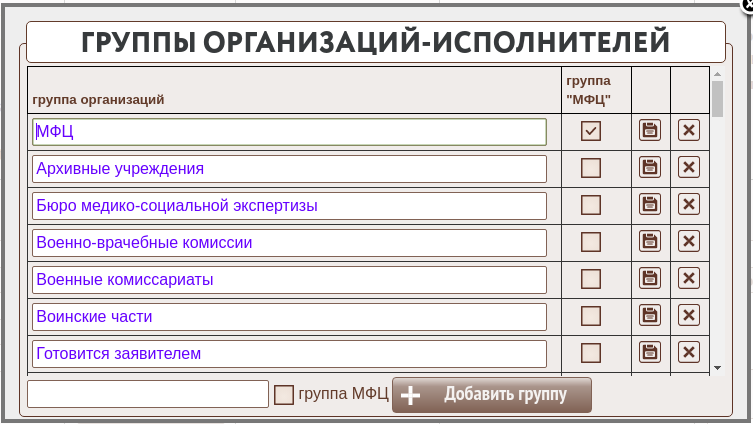 ГРУППЫ ОРГАНИЗАЦИЙ-ИСПОЛНИТЕЛЕЙ
группа организаций
группа
"МФЦ"
МФЦ
Архивные учреждения
Бюро медико-социальной экспертизы
Военно-врачебные комиссии
Военные комиссариаты
Воинские части
Готовится заявителем
группа МФЦ
Добавить группу